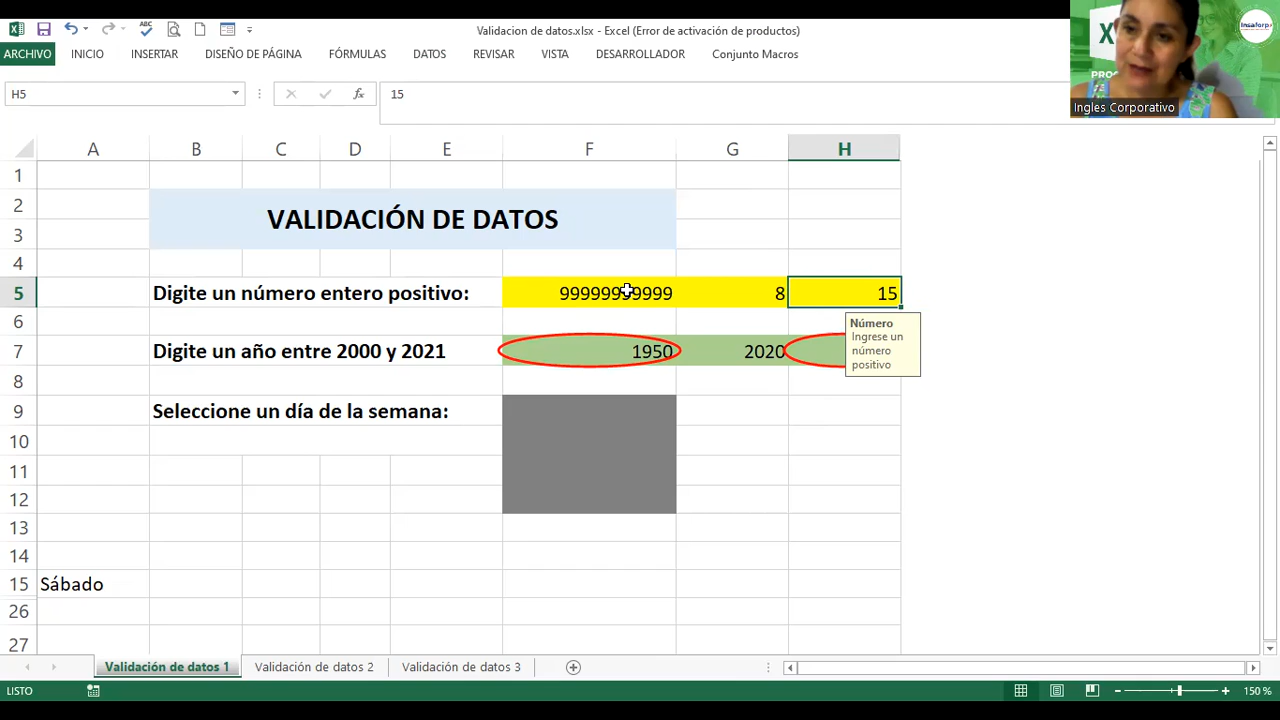 Validacion de datos.xlsx - Excel (Error de activación de productos)
ARCHIVO INICIO INSERTAR DISEÑO DE PÁGINA FÓRMULAS DATOS REVISAR VISTA DESARROLLADOR Conjunto Macros
Insaforp
Ingles Corporativo
H5 fx 15
A B C D E F G H
1
2
VALIDACIÓN DE DATOS
3
4
5 Digite un número entero positivo: 99999999999 8 15
Número
Ingrese un
número
positivo
6
7 Digite un año entre 2000 y 2021 1950 2020
8
9 Seleccione un día de la semana:
10
11
12
13
14
15 Sábado
26
27
Validación de datos 1 Validación de datos 2 Validación de datos 3
LISTO 150 %